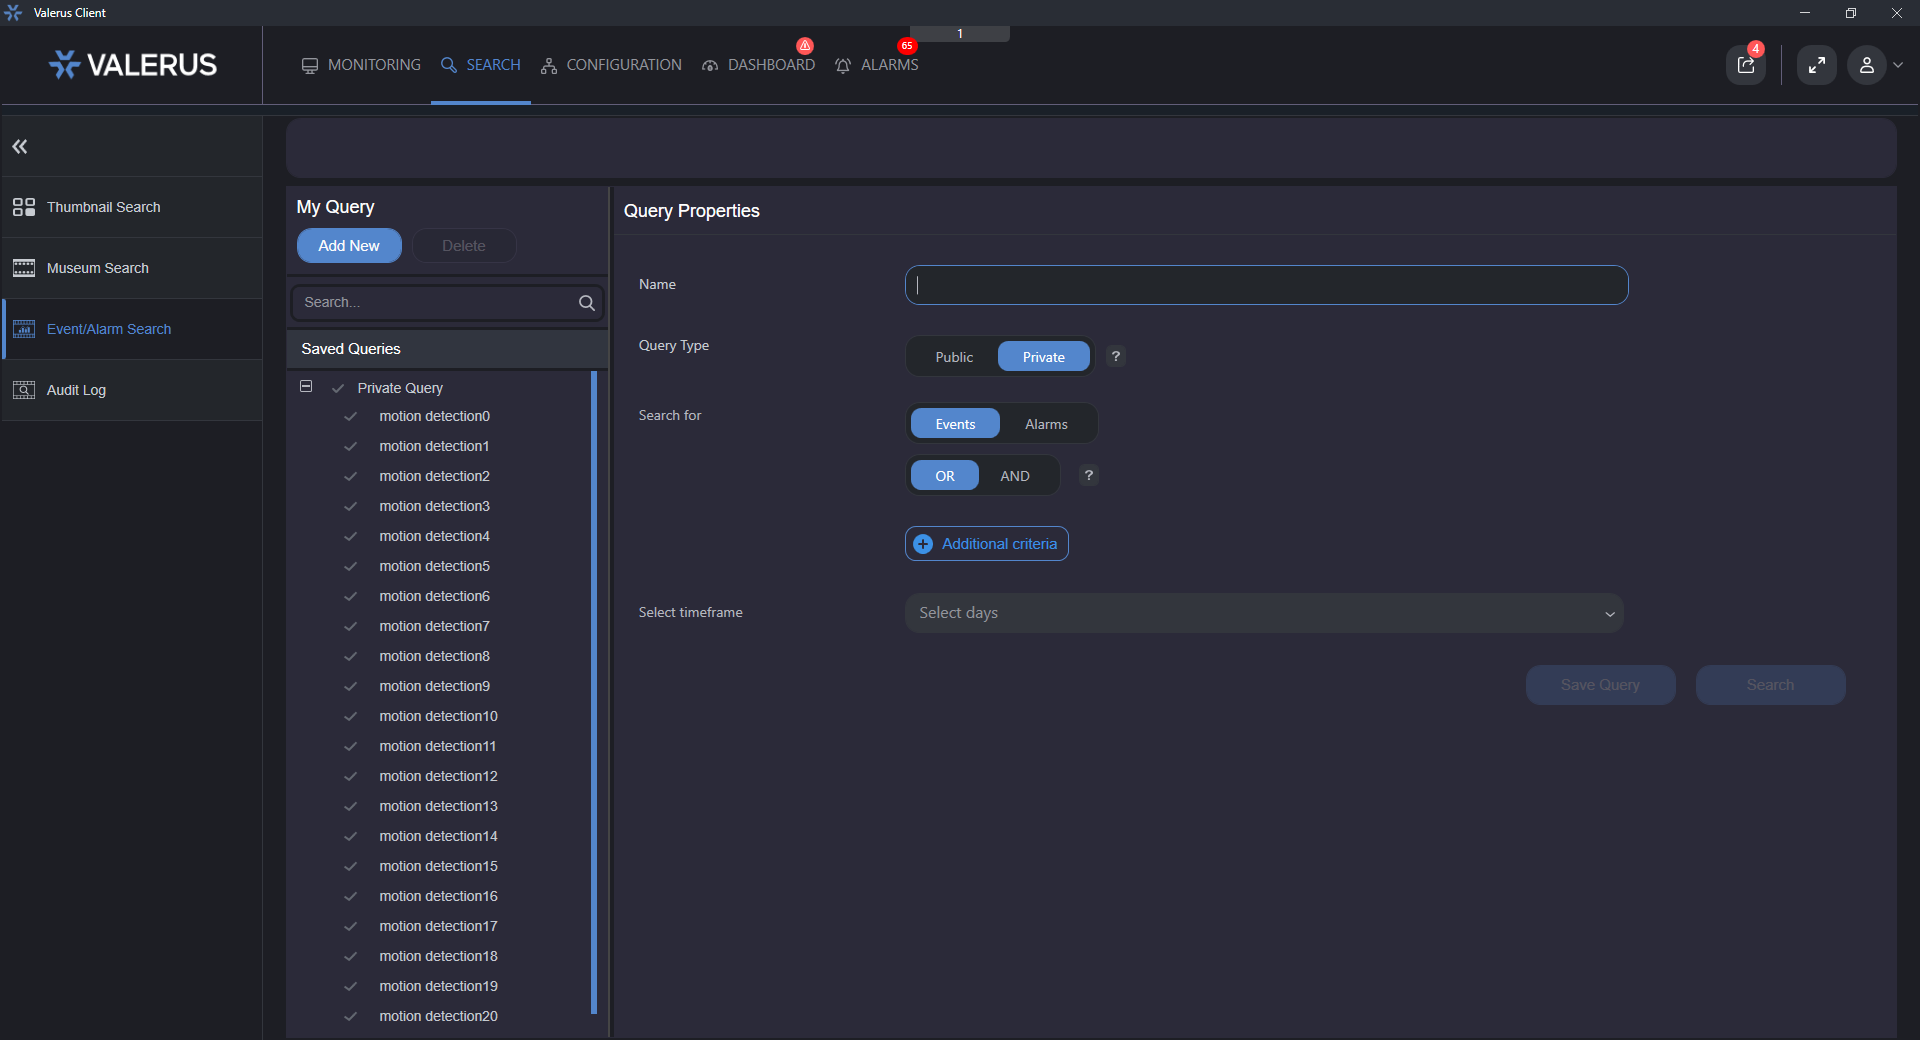 Valerus Client
1
VALERUS
MONITORING
SEARCH
CONFIGURATION
DASHBOARD
ALARMS
65
4
Thumbnail Search
Museum Search
Event/Alarm Search
Audit Log
My Query
Add New
Delete
Search...
Saved Queries
Private Query
motion detection0
motion detection1
motion detection2
motion detection3
motion detection4
motion detection5
motion detection6
motion detection7
motion detection8
motion detection9
motion detection10
motion detection11
motion detection12
motion detection13
motion detection14
motion detection15
motion detection16
motion detection17
motion detection18
motion detection19
motion detection20
Query Properties
Name
Query Type
Public
Private
?
Search for
Events
Alarms
OR
AND
?
Additional criteria
Select timeframe
Select days
Save Query
Search